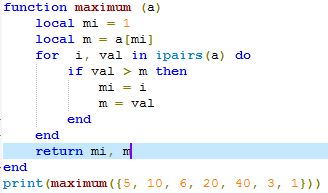 function maximum (a)
    local mi = 1
    local m = a[mi]
    for  i, val in ipairs(a) do
        if val > m then
            mi = i
            m = val
        end
    end
    return mi, m
end
print(maximum({5, 10, 6, 20, 40, 3, 1}))